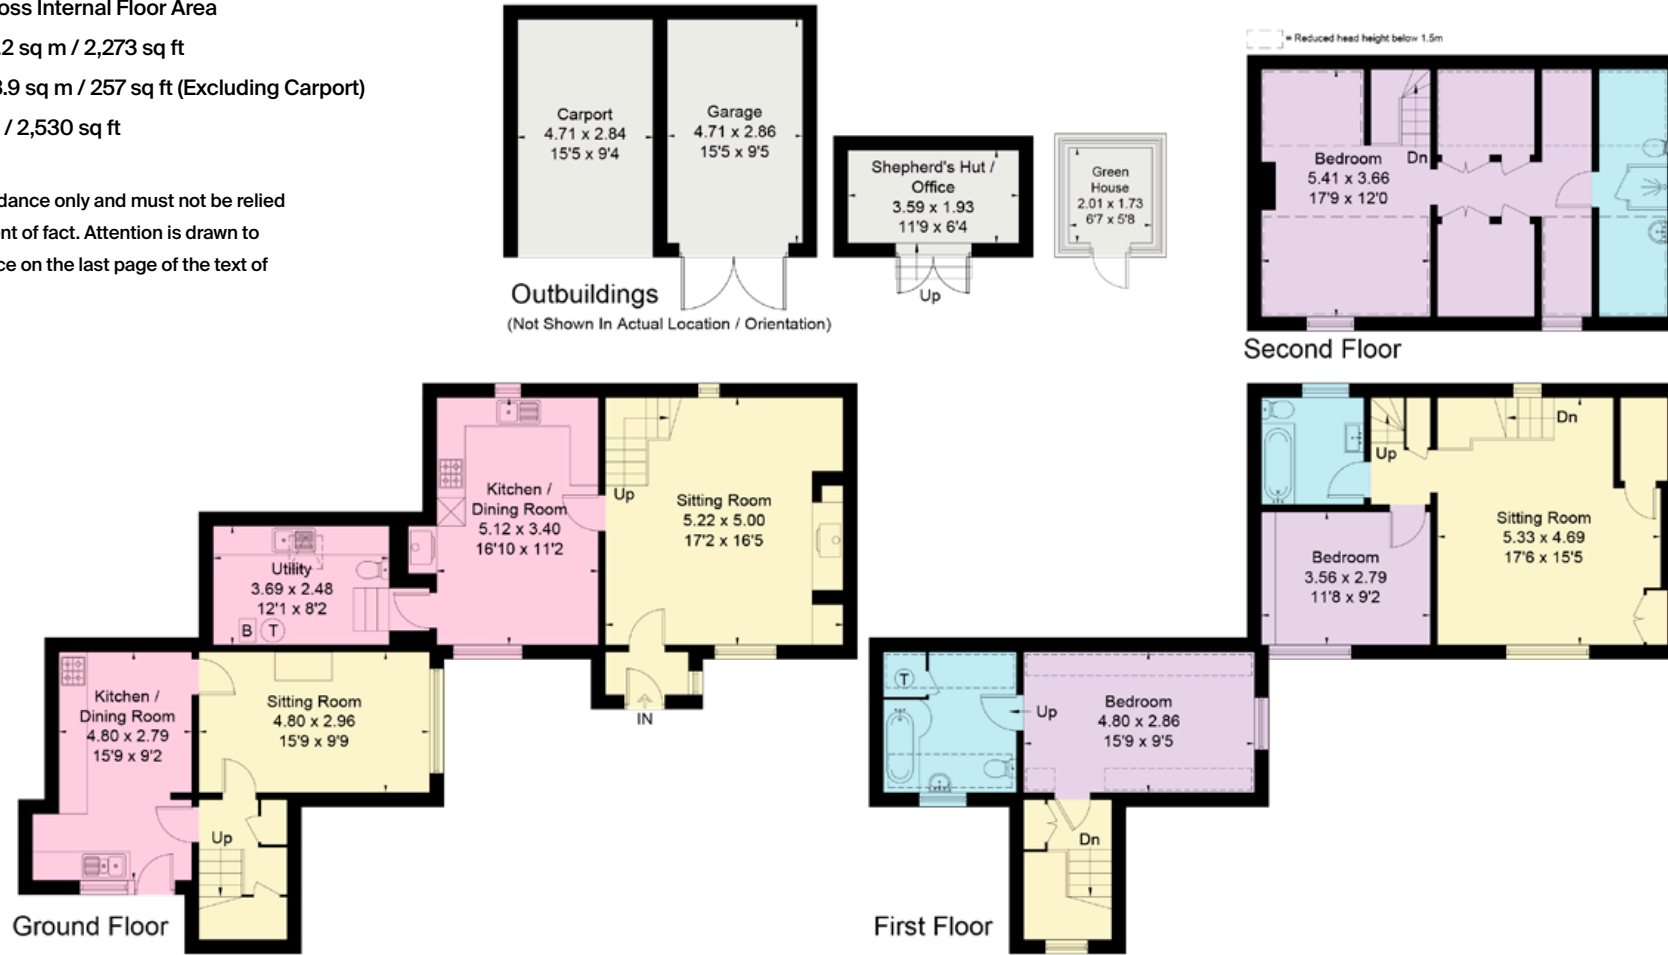 oss Internal Floor Area
.2 sq m / 2,273 sq ft
3.9 sq m / 257 sq ft (Excluding Carport)
/ 2,530 sq ft
dance only and must not be relied
nt of fact. Attention is drawn to
ce on the last page of the text of
Carport
4.71 x 2.84
15'5 x 9'4
Garage
4.71 x 2.86
15'5 x 9'5
Shepherd's Hut /
Office
3.59 x 1.93
11'9 x 6'4
Up
Green
House
2.01 x 1.73
6'7 x 5'8
Outbuildings
(Not Shown In Actual Location / Orientation)
= Reduced head height below 1.5m
Bedroom
5.41 x 3.66
17'9 x 12'0
Dn
Second Floor
Kitchen /
Dining Room
5.12 x 3.40
16'10 x 11'2
Up
Sitting Room
5.22 x 5.00
17'2 x 16'5
Utility
3.69 x 2.48
12'1 x 8'2
B
T
Kitchen /
Dining Room
4.80 x 2.79
15'9 x 9'2
Sitting Room
4.80 x 2.96
15'9 x 9'9
IN
Up
Ground Floor
Up
Dn
Sitting Room
5.33 x 4.69
17'6 x 15'5
Bedroom
3.56 x 2.79
11'8 x 9'2
T
Up
Bedroom
4.80 x 2.86
15'9 x 9'5
Dn
First Floor